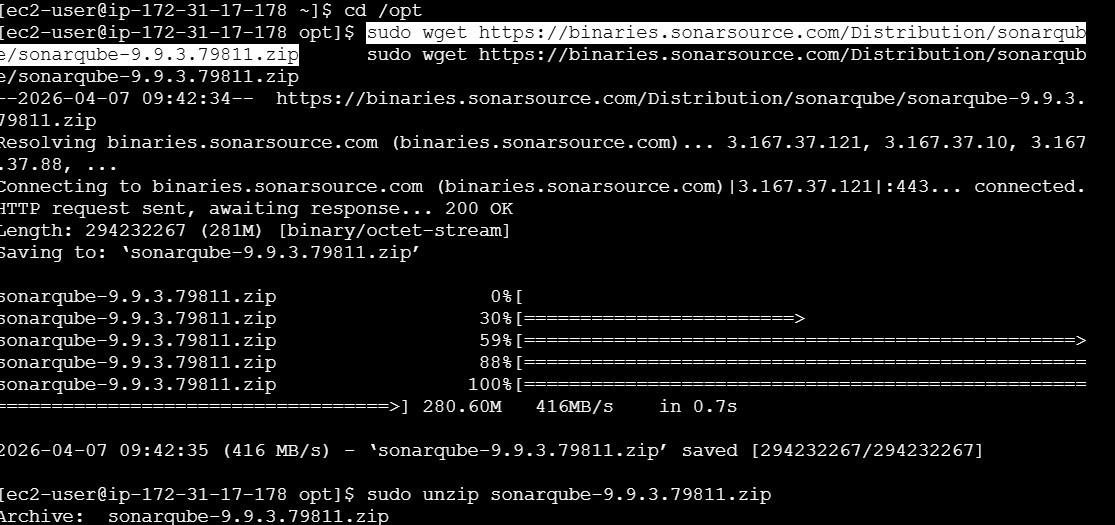 [ec2-user@ip-172-31-17-178 ~]$ cd /opt
[ec2-user@ip-172-31-17-178 opt]$ sudo wget https://binaries.sonarsource.com/Distribution/sonarqub
e/sonarqube-9.9.3.79811.zip      sudo wget https://binaries.sonarsource.com/Distribution/sonarqub
e/sonarqube-9.9.3.79811.zip
--2026-04-07 09:42:34--  https://binaries.sonarsource.com/Distribution/sonarqube/sonarqube-9.9.3.
79811.zip
Resolving binaries.sonarsource.com (binaries.sonarsource.com)... 3.167.37.121, 3.167.37.10, 3.167
.37.88, ...
Connecting to binaries.sonarsource.com (binaries.sonarsource.com)|3.167.37.121|:443... connected.
HTTP request sent, awaiting response... 200 OK
Length: 294232267 (281M) [binary/octet-stream]
Saving to: ‘sonarqube-9.9.3.79811.zip’
sonarqube-9.9.3.79811.zip                   0%[
sonarqube-9.9.3.79811.zip                  30%[========================>
sonarqube-9.9.3.79811.zip                  59%[=================================================>
sonarqube-9.9.3.79811.zip                  88%[==================================================
sonarqube-9.9.3.79811.zip                 100%[==================================================
===================================>] 280.60M   416MB/s    in 0.7s
2026-04-07 09:42:35 (416 MB/s) - ‘sonarqube-9.9.3.79811.zip’ saved [294232267/294232267]
[ec2-user@ip-172-31-17-178 opt]$ sudo unzip sonarqube-9.9.3.79811.zip
Archive:  sonarqube-9.9.3.79811.zip